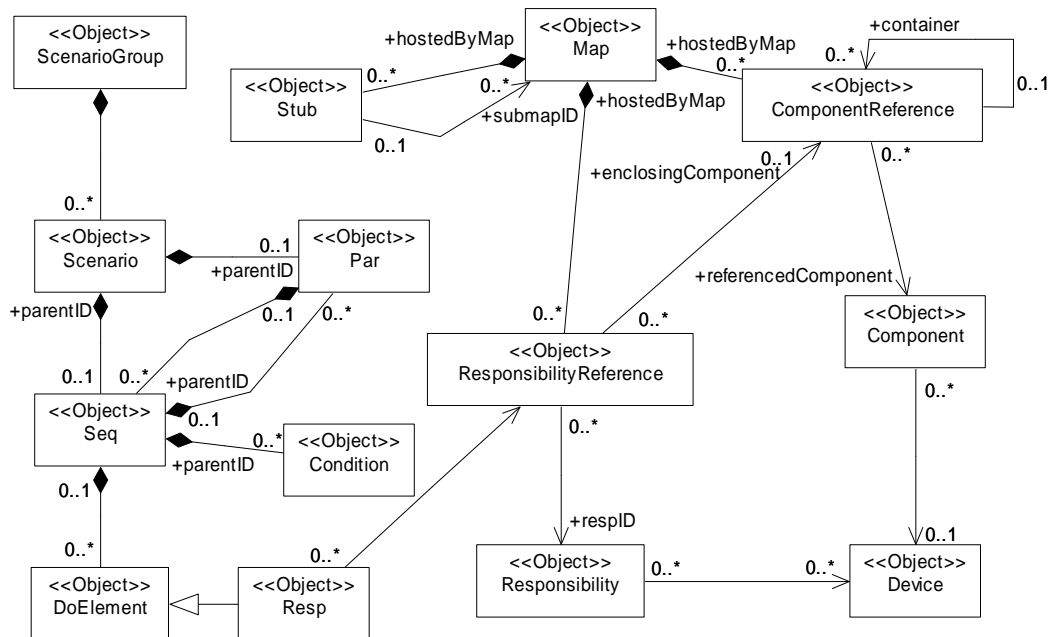 <<Object>>
ScenarioGroup
<<Object>>
Map
+hostedByMap
+hostedByMap
+container
0..*
0..*
0..*
0..*
0..1
<<Object>>
Stub
<<Object>>
ComponentReference
+hostedByMap
+submapID
0..1
0..1
0..*
+enclosingComponent
0..*
<<Object>>
Scenario
0..1
<<Object>>
Par
+parentID
+parentID
0..1
0..*
+referencedComponent
0..*
<<Object>>
Component
0..*
0..*
<<Object>>
ResponsibilityReference
0..1
0..*
+parentID
<<Object>>
Seq
0..1
0..*
0..*
0..*
+parentID
<<Object>>
Condition
0..1
+respID
0..1
0..*
0..*
<<Object>>
DoElement
<<Object>>
Resp
<<Object>>
Responsibility
0..*
0..*
<<Object>>
Device